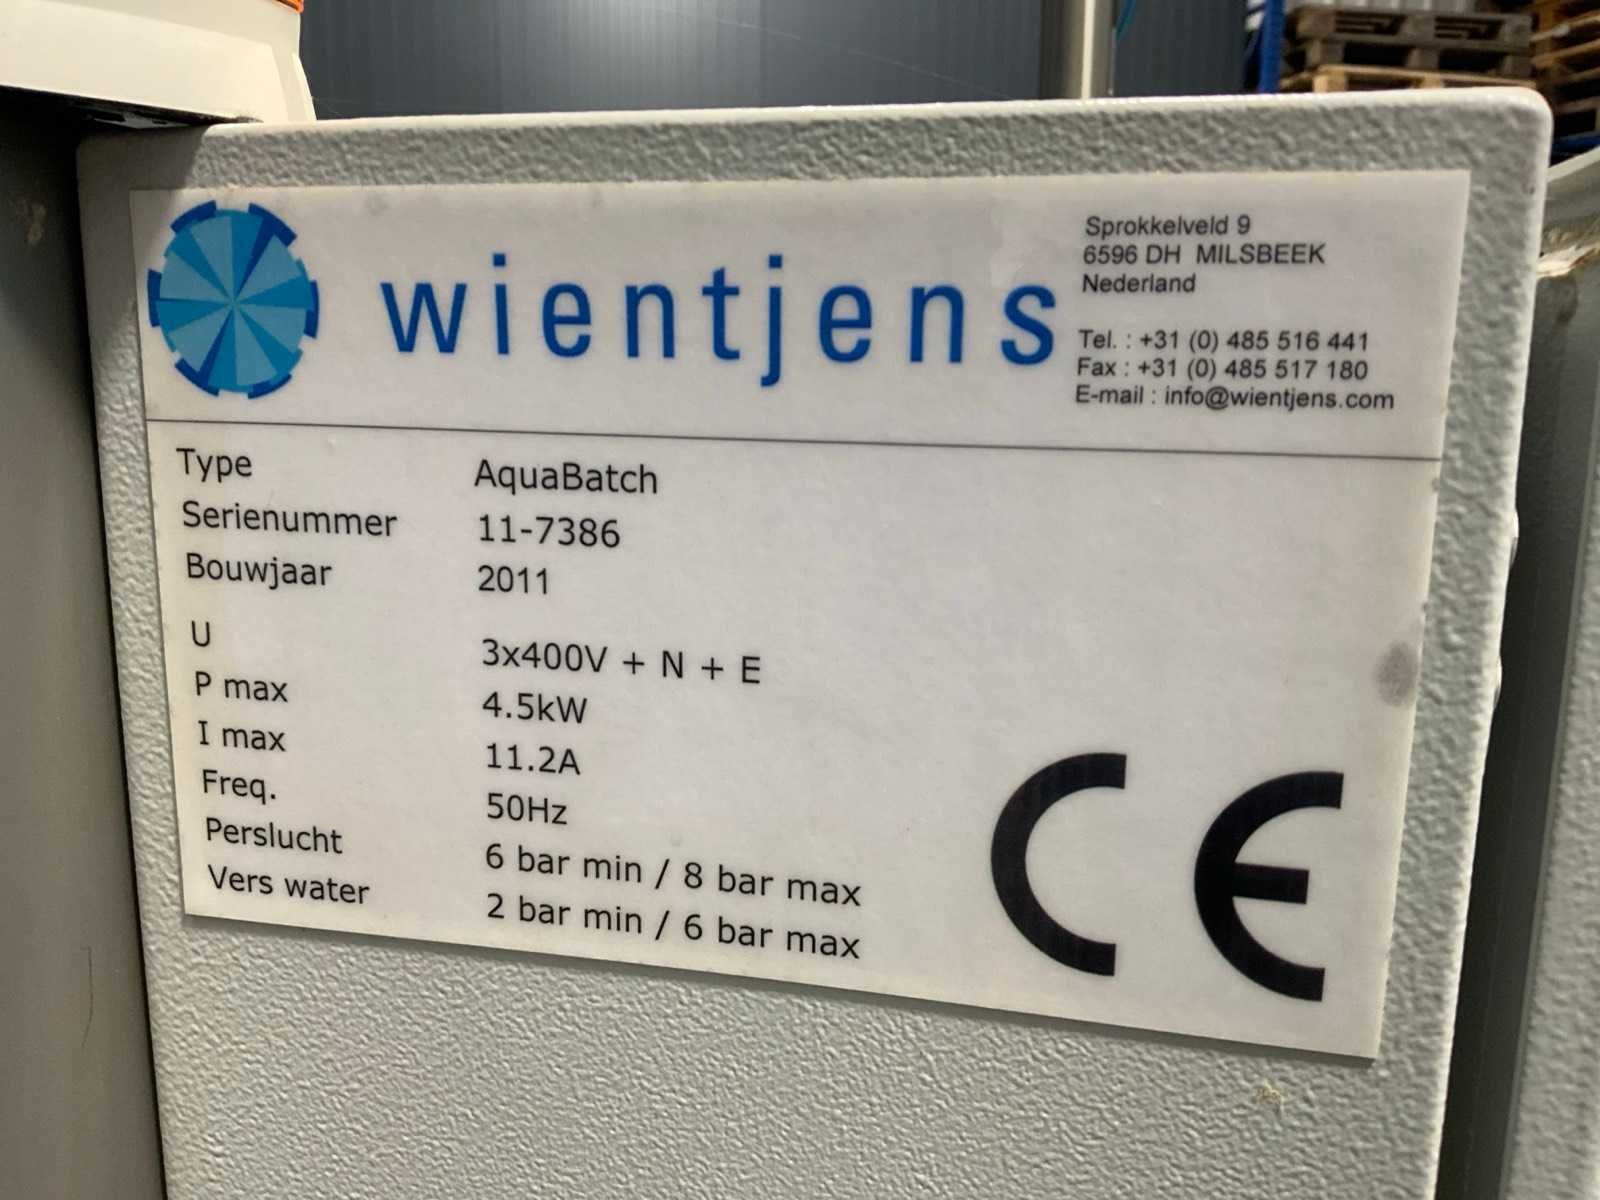 wientjens
Sprokkelveld 9
6596 DH MILSBEEK
Nederland
Tel. : +31 (0) 485 516 441
Fax : +31 (0) 485 517 180
E-mail : info@wientjens.com
Type AquaBatch
Serienummer 11-7386
Bouwjaar 2011
U 3x400V + N + E
P max 4.5kW
I max 11.2A
Freq. 50Hz
Perslucht 6 bar min / 8 bar max
Vers water 2 bar min / 6 bar max
CE